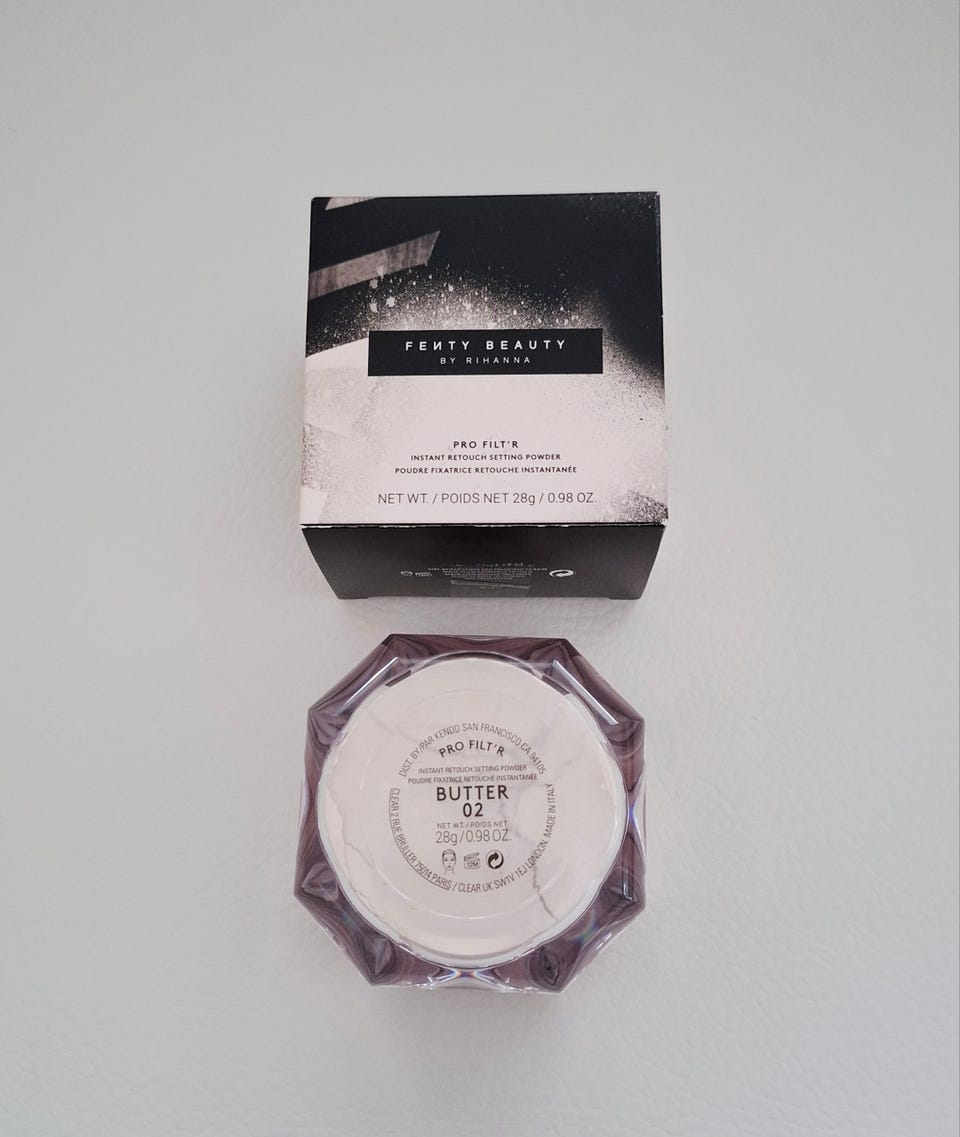 FEИTY BEAUTY
BY RIHANNA
PRO FILT'R
INSTANT RETOUCH SETTING POWDER
POUDRE FIXATRICE RETOUCHE INSTANTANÉE
NET WT. / POIDS NET 28g / 0.98 OZ.
DIST. BY/PAR KENDO SAN FRANCISCO, CA 94105
PRO FILT'R
INSTANT RETOUCH SETTING POWDER
POUDRE FIXATRICE RETOUCHE INSTANTANÉE
BUTTER
02
NET WT./POIDS NET
28g/0.98 OZ.
12M
CLEAR 2 RUE BRULLER 75014 PARIS / CLEAR UK SW1V 1EJ LONDON. MADE IN ITALY